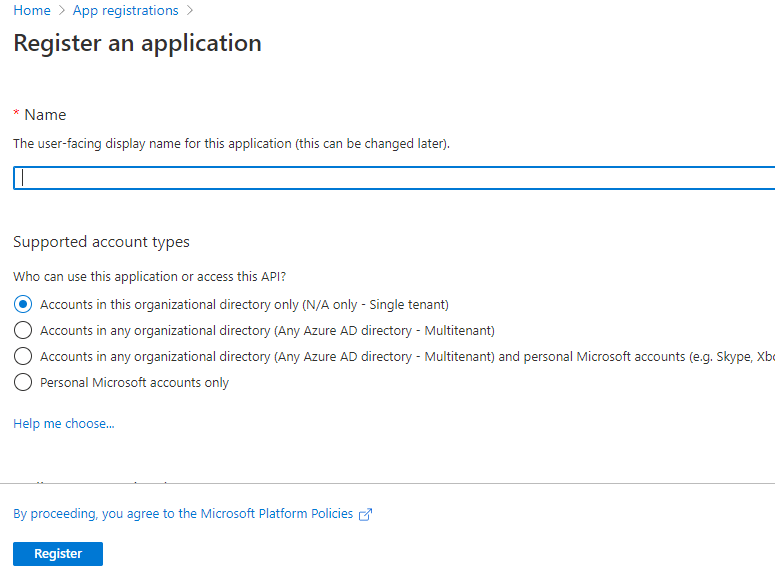 Home > App registrations >
Register an application
* Name
The user-facing display name for this application (this can be changed later).
Supported account types
Who can use this application or access this API?
Accounts in this organizational directory only (N/A only - Single tenant)
Accounts in any organizational directory (Any Azure AD directory - Multitenant)
Accounts in any organizational directory (Any Azure AD directory - Multitenant) and personal Microsoft accounts (e.g. Skype,
Personal Microsoft accounts only
Help me choose...
By proceeding, you agree to the Microsoft Platform Policies
Register